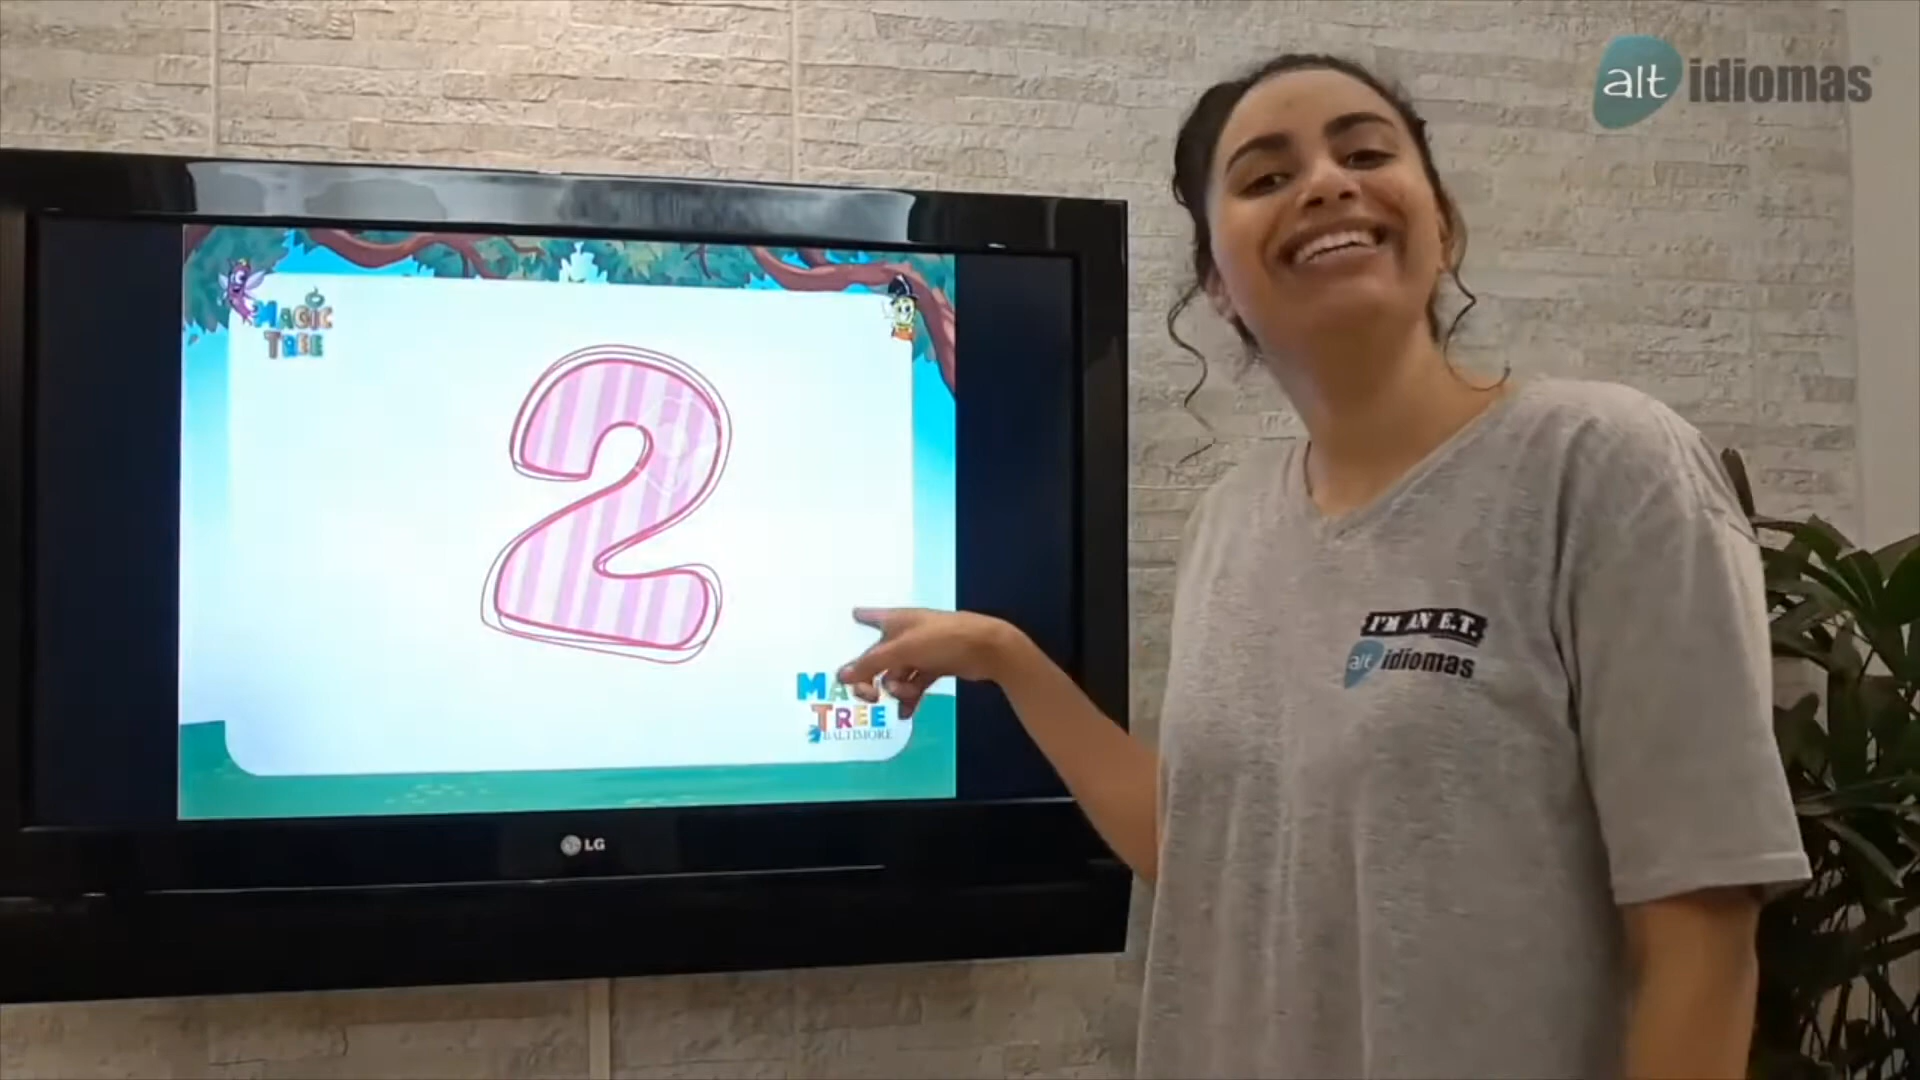 alt idiomas
MAGIC
TREE
2
MAGIC
TREE
BALTIMORE
LG
I'M AN E.T.
alt idiomas